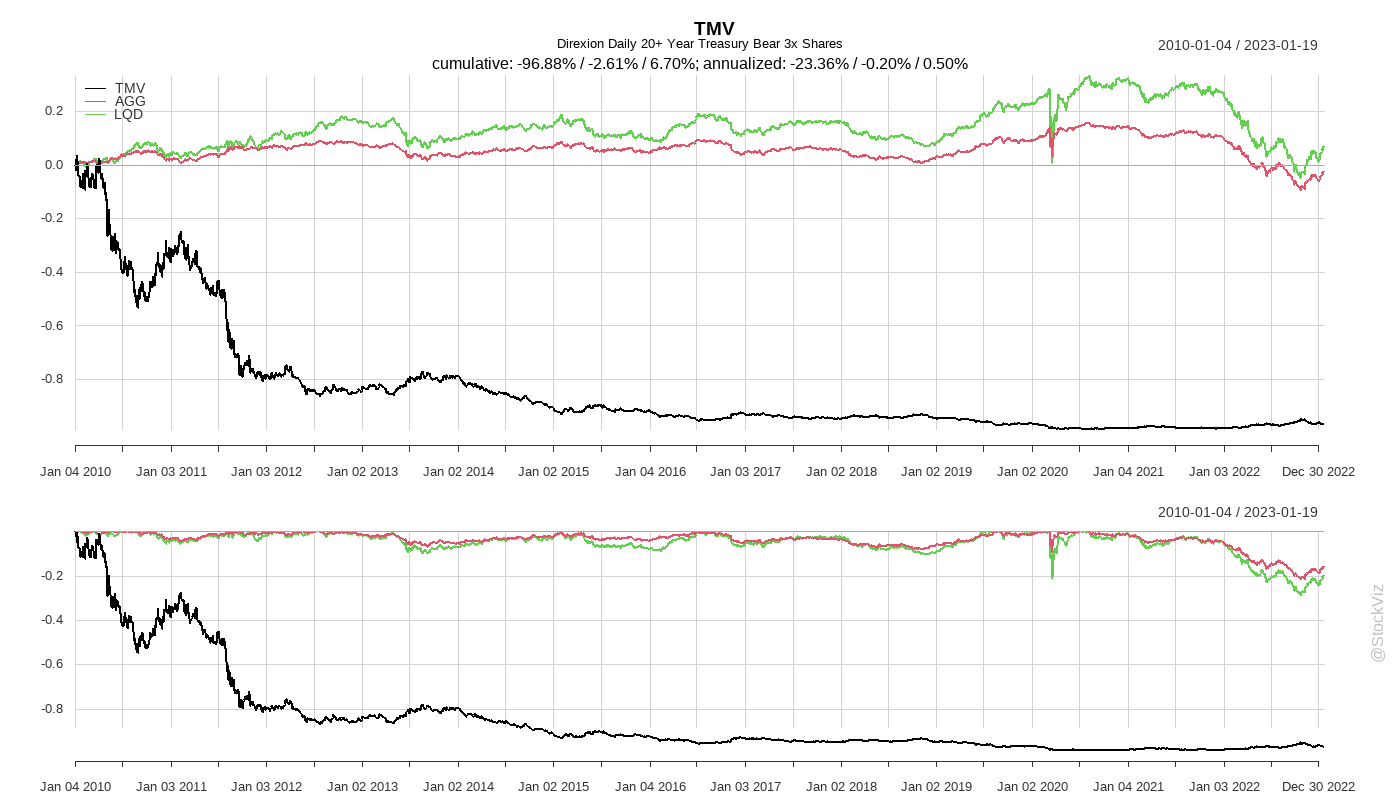 TMV
Direxion Daily 20+ Year Treasury Bear 3x Shares
2010-01-04 / 2023-01-19
cumulative: -96.88% / -2.61% / 6.70%; annualized: -23.36% / -0.20% / 0.50%
TMV
AGG
LQD
0.2
0.0
-0.2
-0.4
-0.6
-0.8
Jan 04 2010 Jan 03 2011 Jan 03 2012 Jan 02 2013 Jan 02 2014 Jan 02 2015 Jan 04 2016 Jan 03 2017 Jan 02 2018 Jan 02 2019 Jan 02 2020 Jan 04 2021 Jan 03 2022 Dec 30 2022
2010-01-04 / 2023-01-19
-0.2
-0.4
-0.6
-0.8
Jan 04 2010 Jan 03 2011 Jan 03 2012 Jan 02 2013 Jan 02 2014 Jan 02 2015 Jan 04 2016 Jan 03 2017 Jan 02 2018 Jan 02 2019 Jan 02 2020 Jan 04 2021 Jan 03 2022 Dec 30 2022
@StockViz